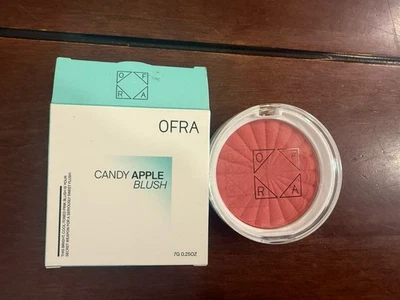 O F
R A
OFRA
CANDY APPLE
BLUSH
7G 0.25OZ
O F
R A